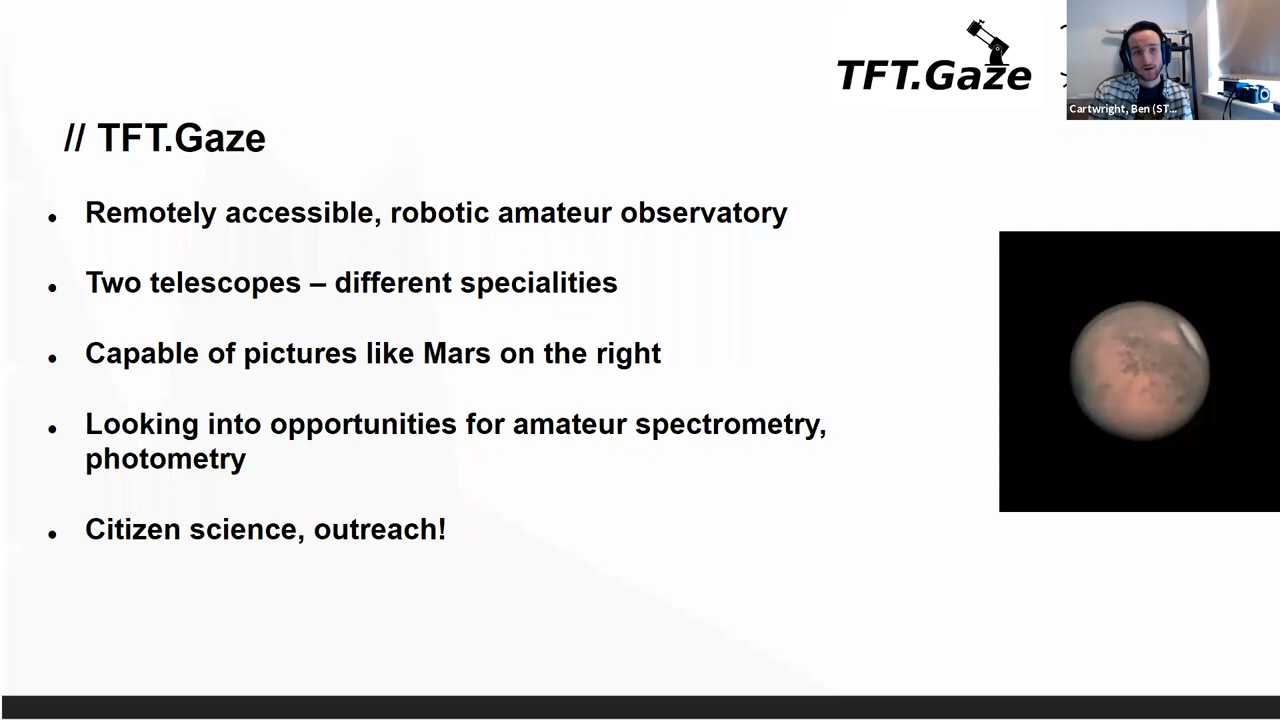 TFT.Gaze
Cartwright, Ben (ST...
// TFT.Gaze
Remotely accessible, robotic amateur observatory
Two telescopes – different specialities
Capable of pictures like Mars on the right
Looking into opportunities for amateur spectrometry,
photometry
Citizen science, outreach!